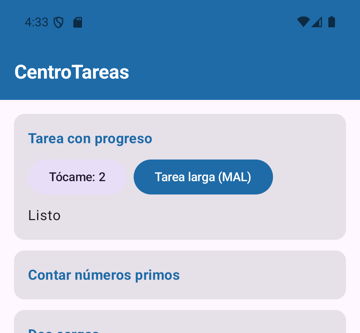 4:33
CentroTareas
Tarea con progreso
Tócame: 2 Tarea larga (MAL)
Listo
Contar números primos